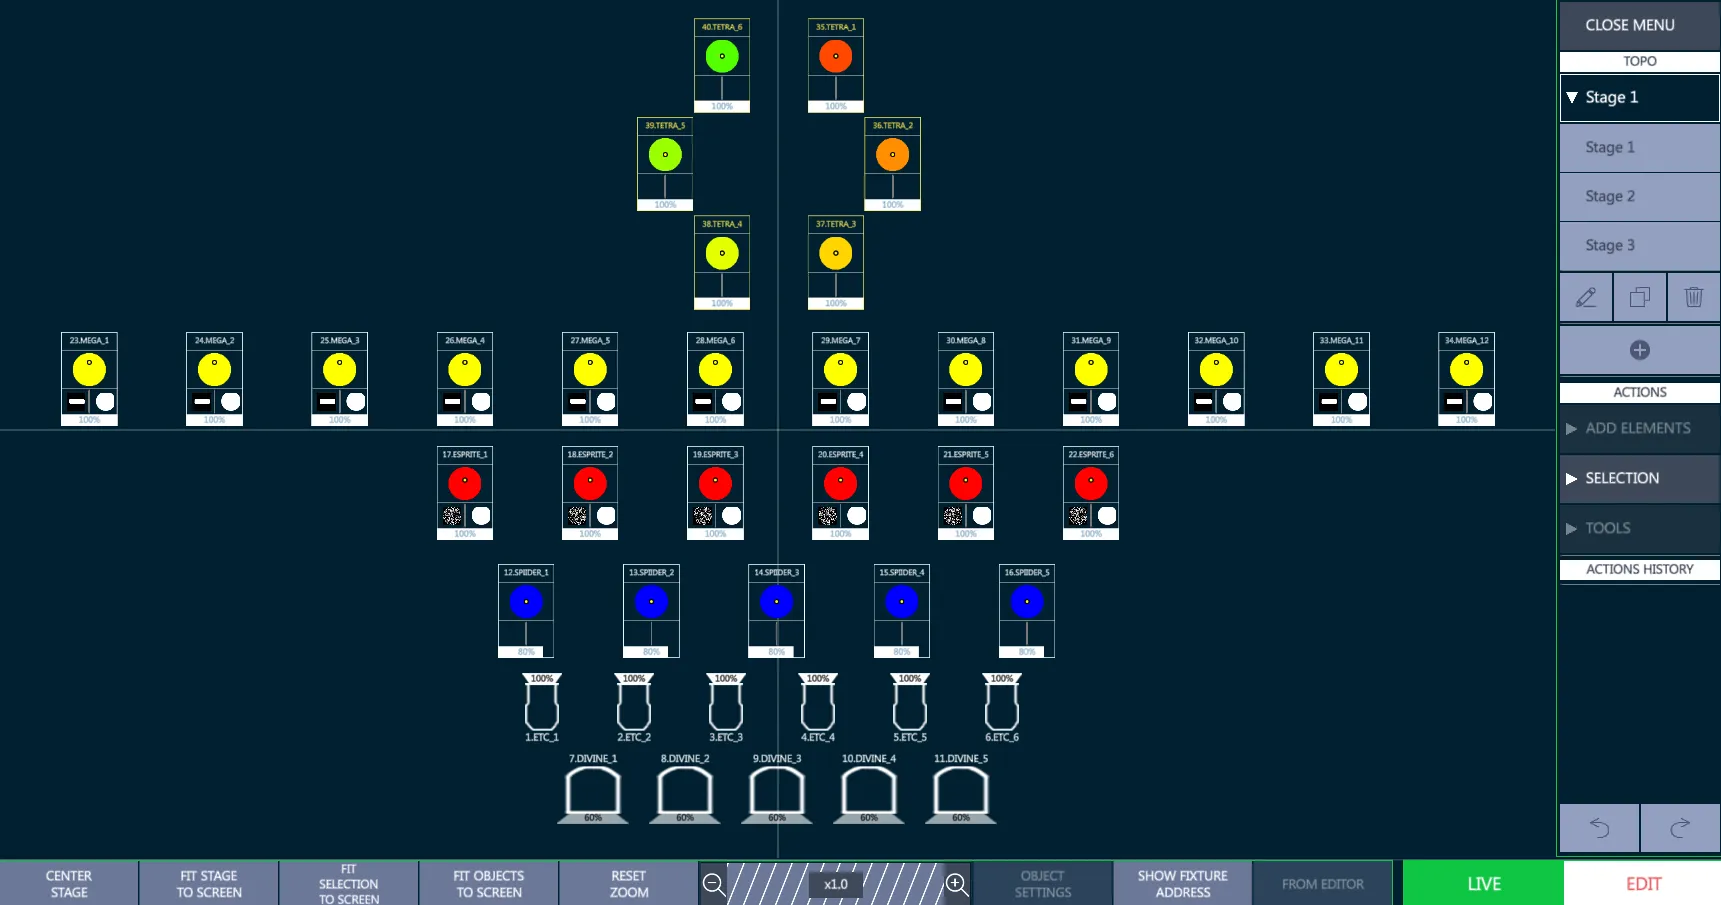 40.TETRA_6 35.TETRA_1
100% 100%
39.TETRA_5 36.TETRA_2
100% 100%
38.TETRA_4 37.TETRA_3
100% 100%
23.MEGA_1 24.MEGA_2 25.MEGA_3 26.MEGA_4 27.MEGA_5 28.MEGA_6 29.MEGA_7 30.MEGA_8 31.MEGA_9 32.MEGA_10 33.MEGA_11 34.MEGA_12
100% 100% 100% 100% 100% 100% 100% 100% 100% 100% 100% 100%
17.ESPRITE_1 18.ESPRITE_2 19.ESPRITE_3 20.ESPRITE_4 21.ESPRITE_5 22.ESPRITE_6
100% 100% 100% 100% 100% 100%
12.SPIIDER_1 13.SPIIDER_2 14.SPIIDER_3 15.SPIIDER_4 16.SPIIDER_5
80% 80% 80% 80% 80%
100% 100% 100% 100% 100% 100%
1.ETC_1 2.ETC_2 3.ETC_3 4.ETC_4 5.ETC_5 6.ETC_6
7.DIVINE_1 8.DIVINE_2 9.DIVINE_3 10.DIVINE_4 11.DIVINE_5
60% 60% 60% 60% 60%
CLOSE MENU
TOPO
Stage 1
Stage 1
Stage 2
Stage 3
ACTIONS
ADD ELEMENTS
SELECTION
TOOLS
ACTIONS HISTORY
CENTER
STAGE
FIT STAGE
TO SCREEN
FIT
SELECTION
TO SCREEN
FIT OBJECTS
TO SCREEN
RESET
ZOOM
x1.0
OBJECT
SETTINGS
SHOW FIXTURE
ADDRESS
FROM EDITOR
LIVE
EDIT